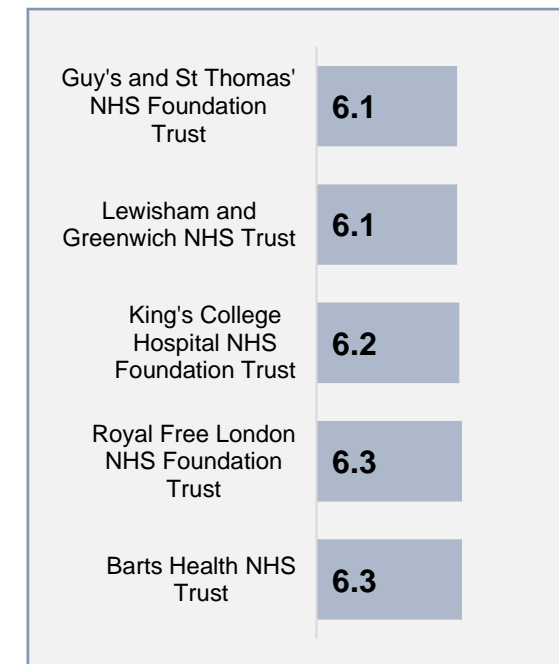 Guy's and St Thomas'
NHS Foundation
Trust
6.1
Lewisham and
Greenwich NHS Trust
6.1
King's College
Hospital NHS
Foundation Trust
6.2
Royal Free London
NHS Foundation
Trust
6.3
Barts Health NHS
Trust
6.3